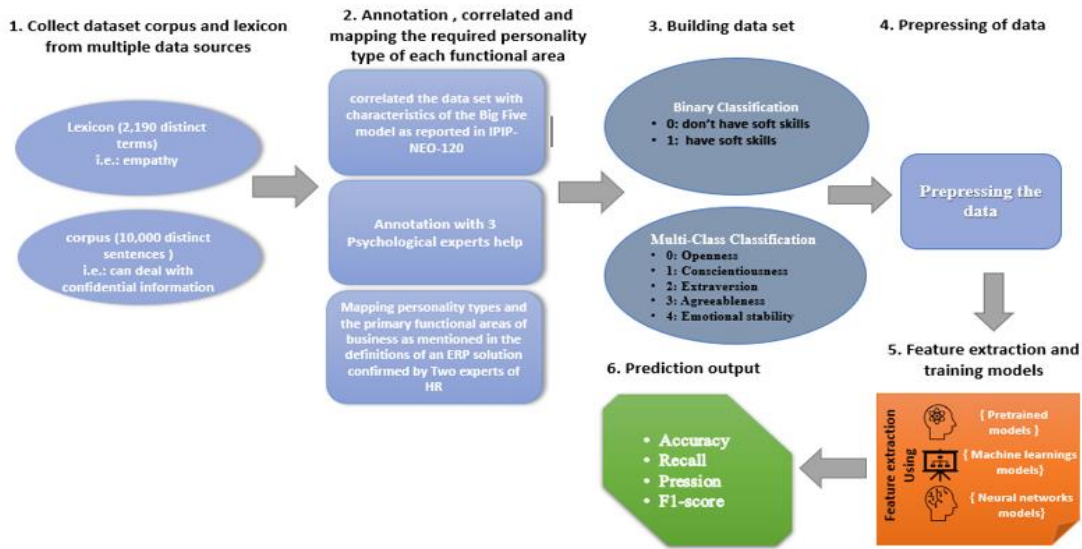 1. Collect dataset corpus and lexicon
from multiple data sources
Lexicon (2,190 distinct
terms)
i.e.: empathy
corpus (10,000 distinct
sentences )
i.e.: can deal with
confidential information
2. Annotation , correlated and
mapping the required personality
type of each functional area
correlated the data set with
characteristics of the Big Five
model as reported in IPIP-
NEO-120
Annotation with 3
Psychological experts help
Mapping personality types and
the primary functional areas of
business as mentioned in the
definitions of an ERP solution
confirmed by Two experts of
HR
3. Building data set
Binary Classification
• 0: don't have soft skills
• 1: have soft skills
Multi-Class Classification
• 0: Openness
• 1: Conscientiousness
• 2: Extraversion
• 3: Agreeableness
• 4: Emotional stability
4. Prepressing of data
Prepressing the
data
5. Feature extraction and
training models
Feature extraction
Using
{ Pretrained
models }
{ Machine learnings
models}
{ Neural networks
models}
6. Prediction output
• Accuracy
• Recall
• Pression
• F1-score